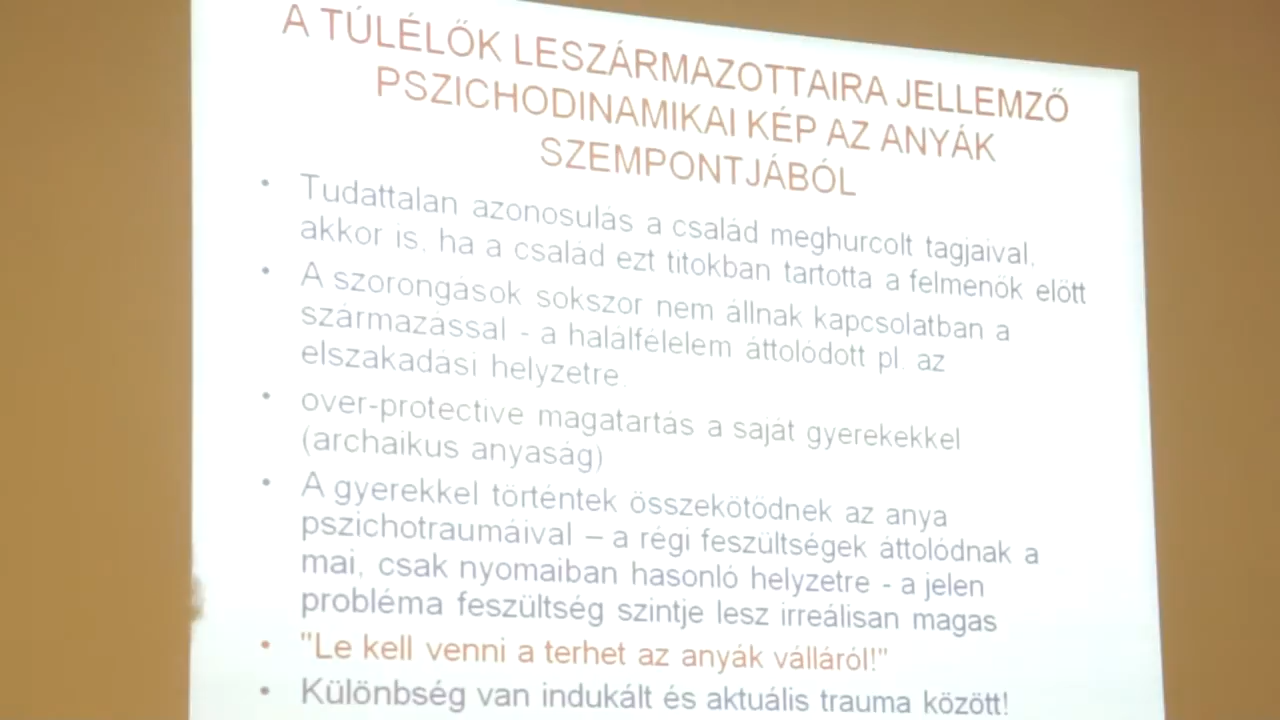 A TÚLÉLŐK LESZÁRMAZOTTAIRA JELLEMZŐ
PSZICHODINAMIKAI KÉP AZ ANYÁK
SZEMPONTJÁBÓL
• Tudattalan azonosulás a család meghurcolt tagjaival,
akkor is, ha a család ezt titokban tartotta a felmenők előtt
• A szorongások sokszor nem állnak kapcsolatban a
származással - a halálfélelem áttolódott pl. az
elszakadási helyzetre.
• over-protective magatartás a saját gyerekekkel
(archaikus anyaság)
• A gyerekkel történtek összekötödnek az anya
pszichotraumáival – a régi feszültségek áttolódnak a
mai, csak nyomaiban hasonló helyzetre - a jelen
probléma feszültség szintje lesz irreálisan magas
• "Le kell venni a terhet az anyák válláról!"
• Különbség van indukált és aktuális trauma között!